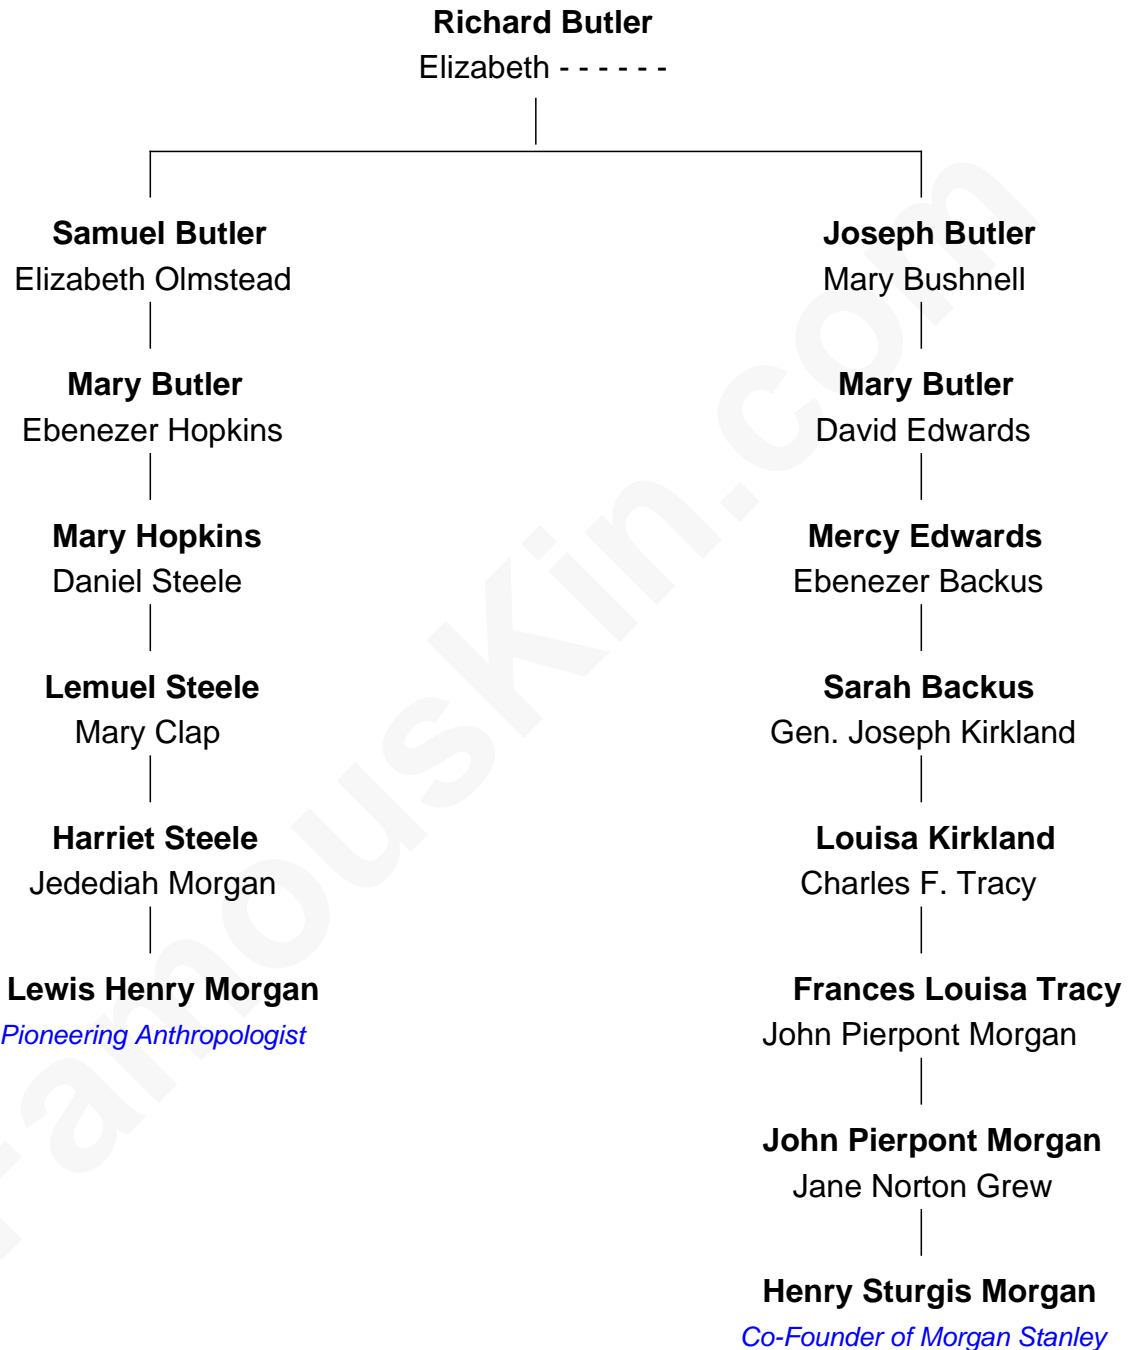 Richard Butler
Elizabeth - - - - - -
Samuel Butler
Elizabeth Olmstead
Mary Butler
Ebenezer Hopkins
Mary Hopkins
Daniel Steele
Lemuel Steele
Mary Clap
Harriet Steele
Jedediah Morgan
Lewis Henry Morgan
Pioneering Anthropologist
Joseph Butler
Mary Bushnell
Mary Butler
David Edwards
Mercy Edwards
Ebenezer Backus
Sarah Backus
Gen. Joseph Kirkland
Louisa Kirkland
Charles F. Tracy
Frances Louisa Tracy
John Pierpont Morgan
John Pierpont Morgan
Jane Norton Grew
Henry Sturgis Morgan
Co-Founder of Morgan Stanley
FamousKin.com